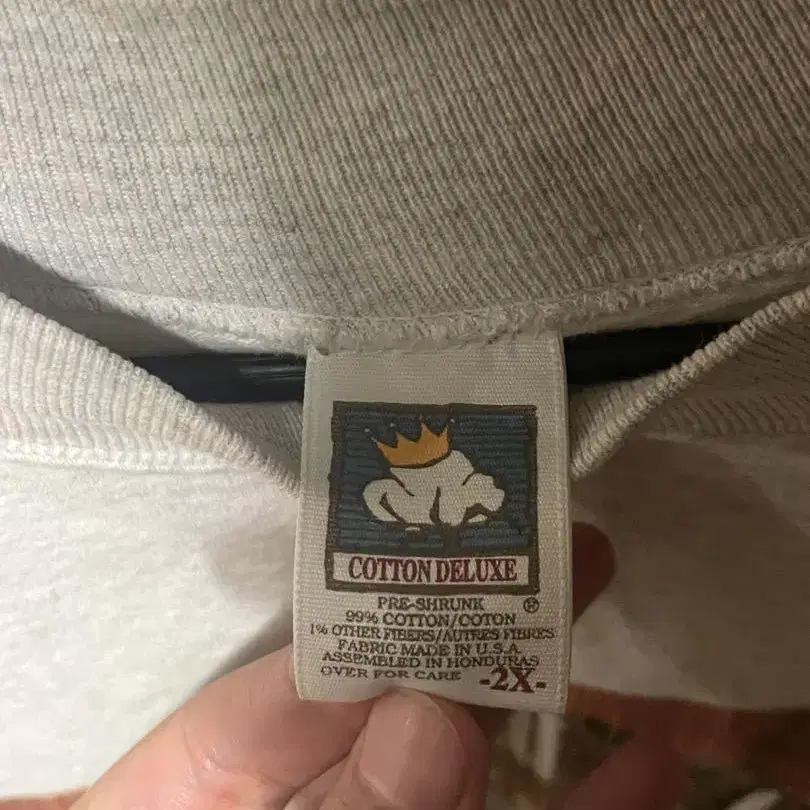 COTTON DELUXE
PRE-SHRUNK ®
99% COTTON/COTON
1% OTHER FIBERS/AUTRES FIBRES
FABRIC MADE IN U.S.A.
ASSEMBLED IN HONDURAS
OVER FOR CARE -2X-